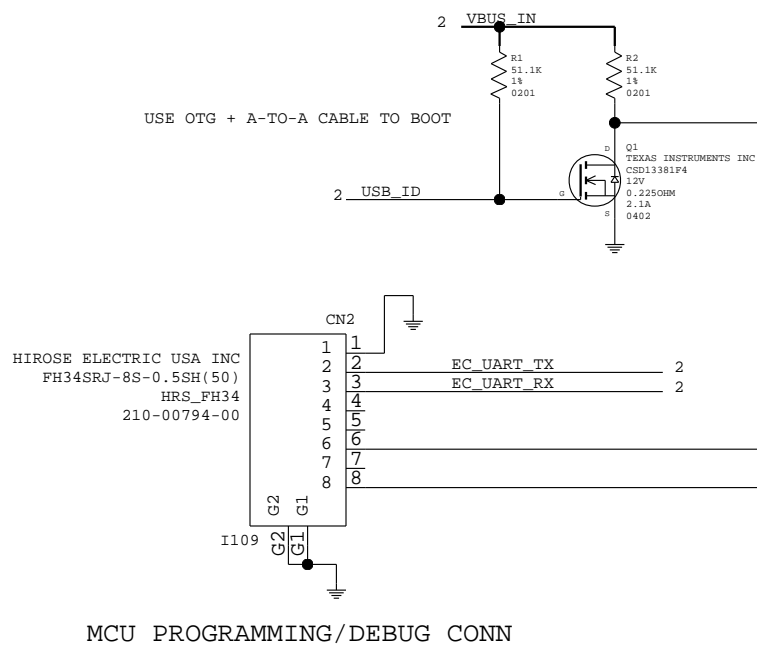 2 VBUS_IN
R1
51.1K
1%
0201
R2
51.1K
1%
0201
USE OTG + A-TO-A CABLE TO BOOT
D
Q1
TEXAS INSTRUMENTS INC
CSD13381F4
12V
0.225OHM
2.1A
0402
G
S
2 USB_ID
CN2
HIROSE ELECTRIC USA INC
FH34SRJ-8S-0.5SH(50)
HRS_FH34
210-00794-00
1 1
2 2 EC_UART_TX 2
3 3 EC_UART_RX 2
4 4
5 5
6 6
7 7
8 8
G2 G1
I109 G2 G1
MCU PROGRAMMING/DEBUG CONN